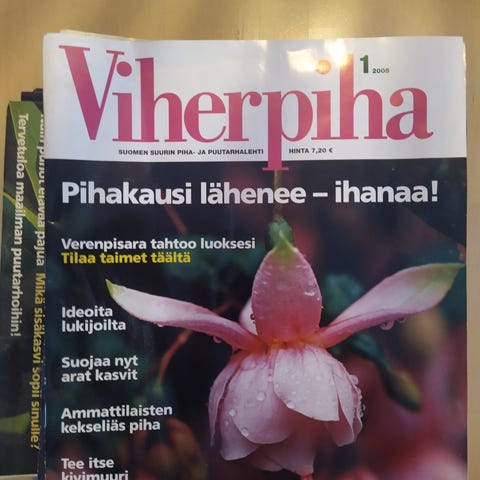 Viherpiha
1 2008
SUOMEN SUURIN PIHA- JA PUUTARHALEHTI HINTA 7,20 €
Pihakausi lähenee – ihanaa!
Verenpisara tahtoo luoksesi
Tilaa taimet täältä
Ideoita
lukijoilta
Suojaa nyt
arat kasvit
Ammattilaisten
kekseliäs piha
Tee itse
kivimuuri
elävää pajua Mikä sisäkasvi sopii sinulle?
Tervetuloa maailman puutarhoihin!